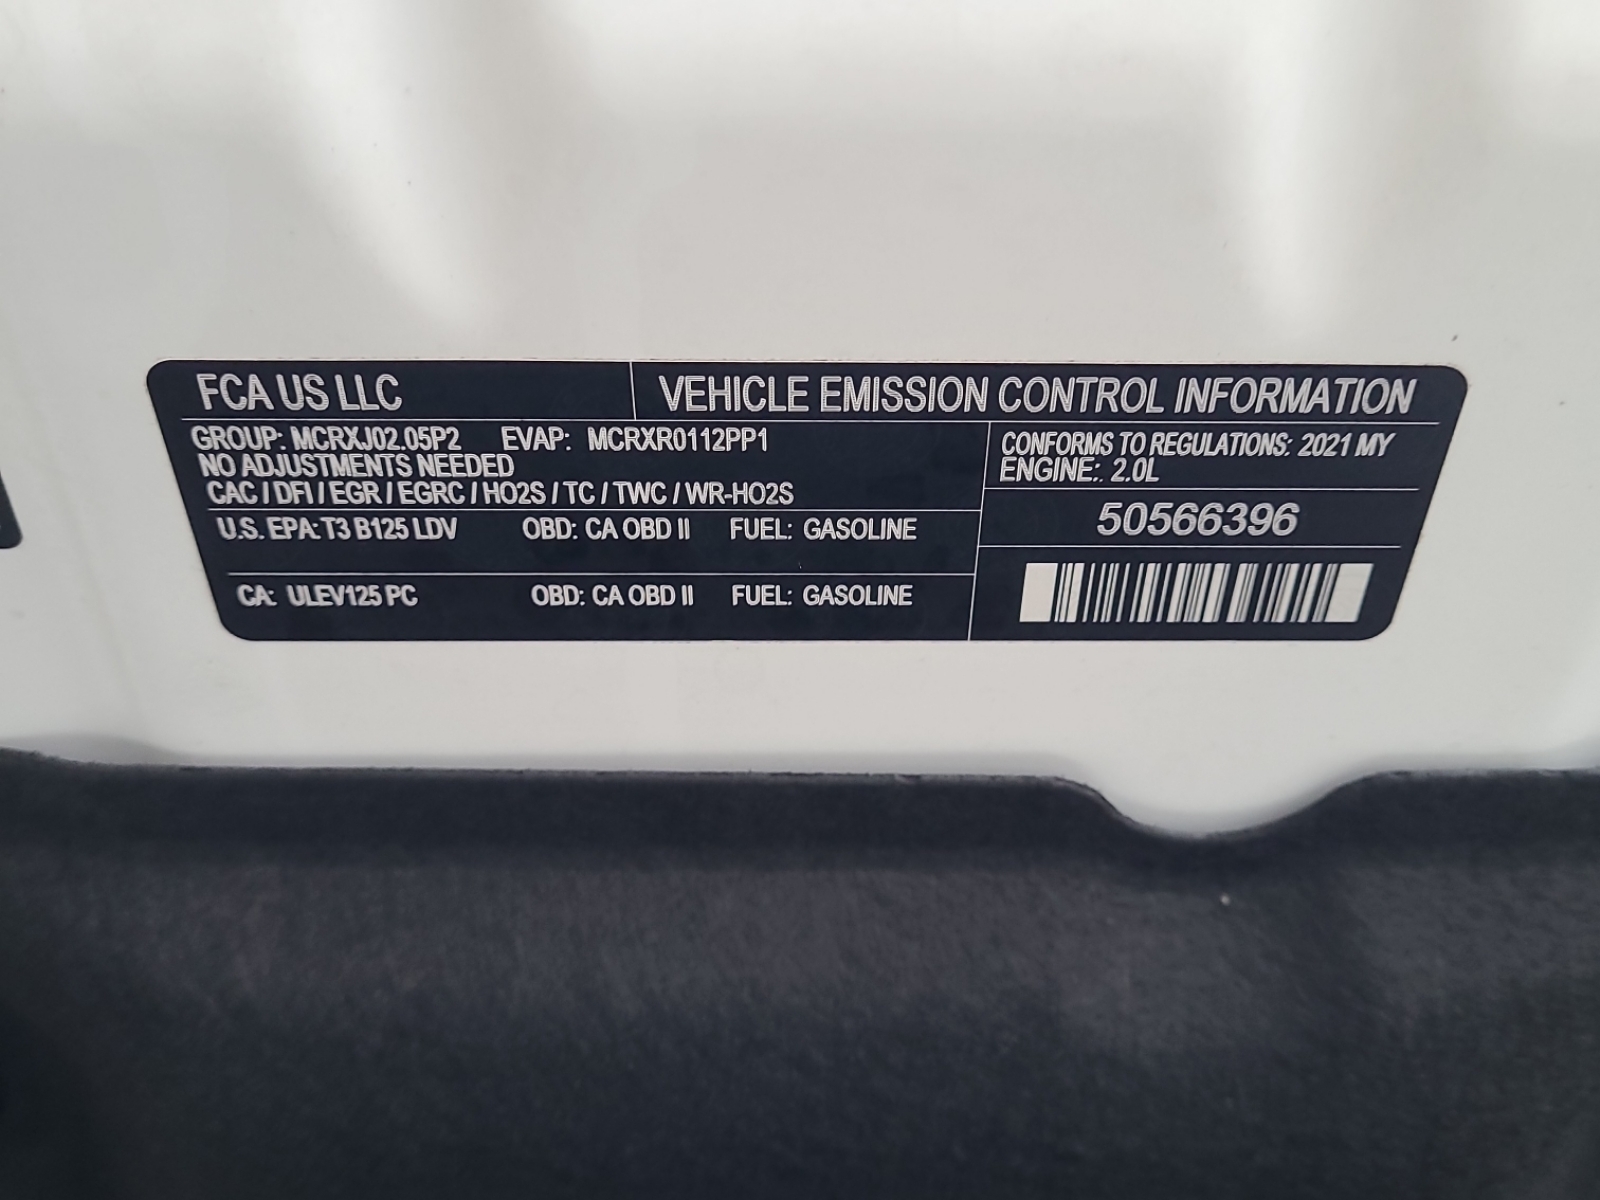 FCA US LLC
VEHICLE EMISSION CONTROL INFORMATION
GROUP: MCRXJ02.05P2 EVAP: MCRXR0112PP1
NO ADJUSTMENTS NEEDED
CAC / DFI / EGR / EGRC / HO2S / TC / TWC / WR-HO2S
U.S. EPA: T3 B125 LDV OBD: CA OBD II FUEL: GASOLINE
CA: ULEV125 PC OBD: CA OBD II FUEL: GASOLINE
CONFORMS TO REGULATIONS: 2021 MY
ENGINE: 2.0L
50566396